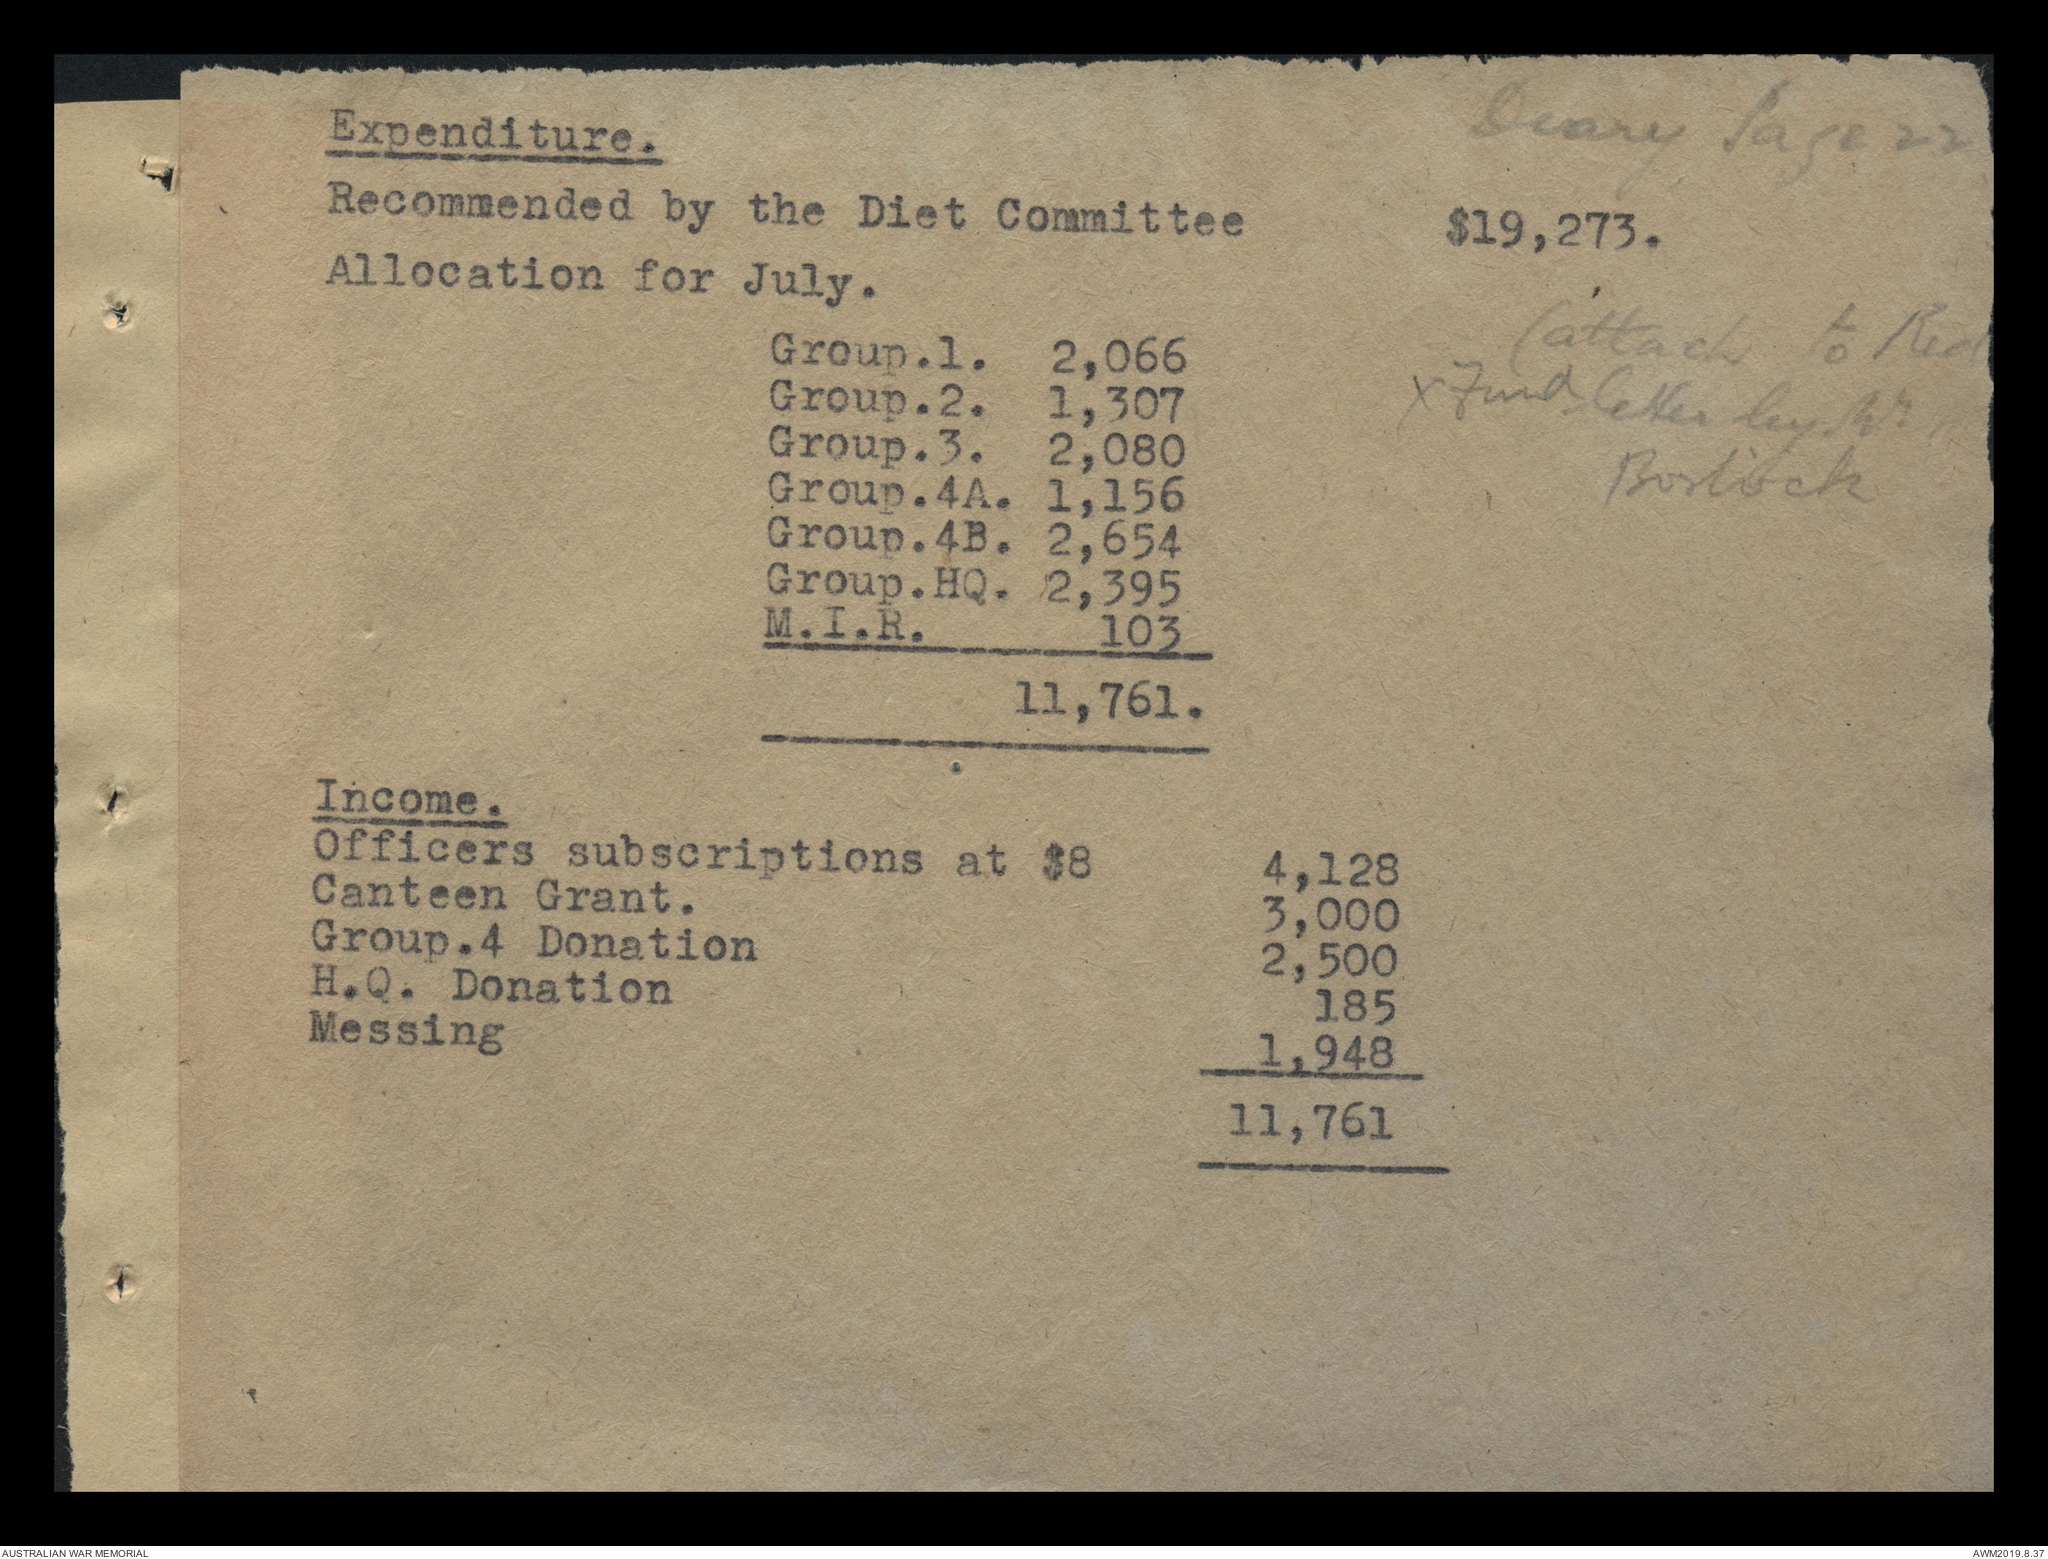 Diary Page 22
Expenditure.
Recommended by the Diet Committee $19,273.
Allocation for July.
(attach to Red
X Fund letter by Mr.
Bostock
Group.1. 2,066
Group.2. 1,307
Group.3. 2,080
Group.4A. 1,156
Group.4B. 2,654
Group.HQ. 2,395
M.I.R. 103
11,761.
Income.
Officers subscriptions at $8 4,128
Canteen Grant. 3,000
Group.4 Donation 2,500
H.Q. Donation 185
Messing 1,948
11,761
AUSTRALIAN WAR MEMORIAL
AWM2019.8.37